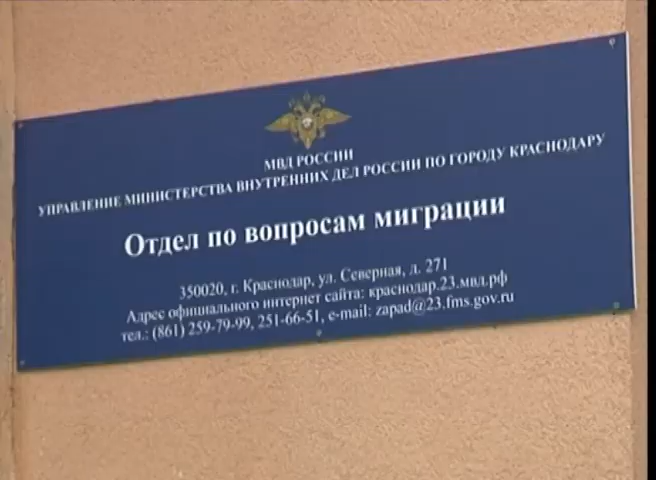 МВД РОССИИ
УПРАВЛЕНИЕ МИНИСТЕРСТВА ВНУТРЕННИХ ДЕЛ РОССИИ ПО ГОРОДУ КРАСНОДАРУ
Отдел по вопросам миграции
350020, г. Краснодар, ул. Северная, д. 271
Адрес официального интернет сайта: краснодар.23.мвд.рф
тел.: (861) 259-79-99, 251-66-51, e-mail: zapad@23.fms.gov.ru